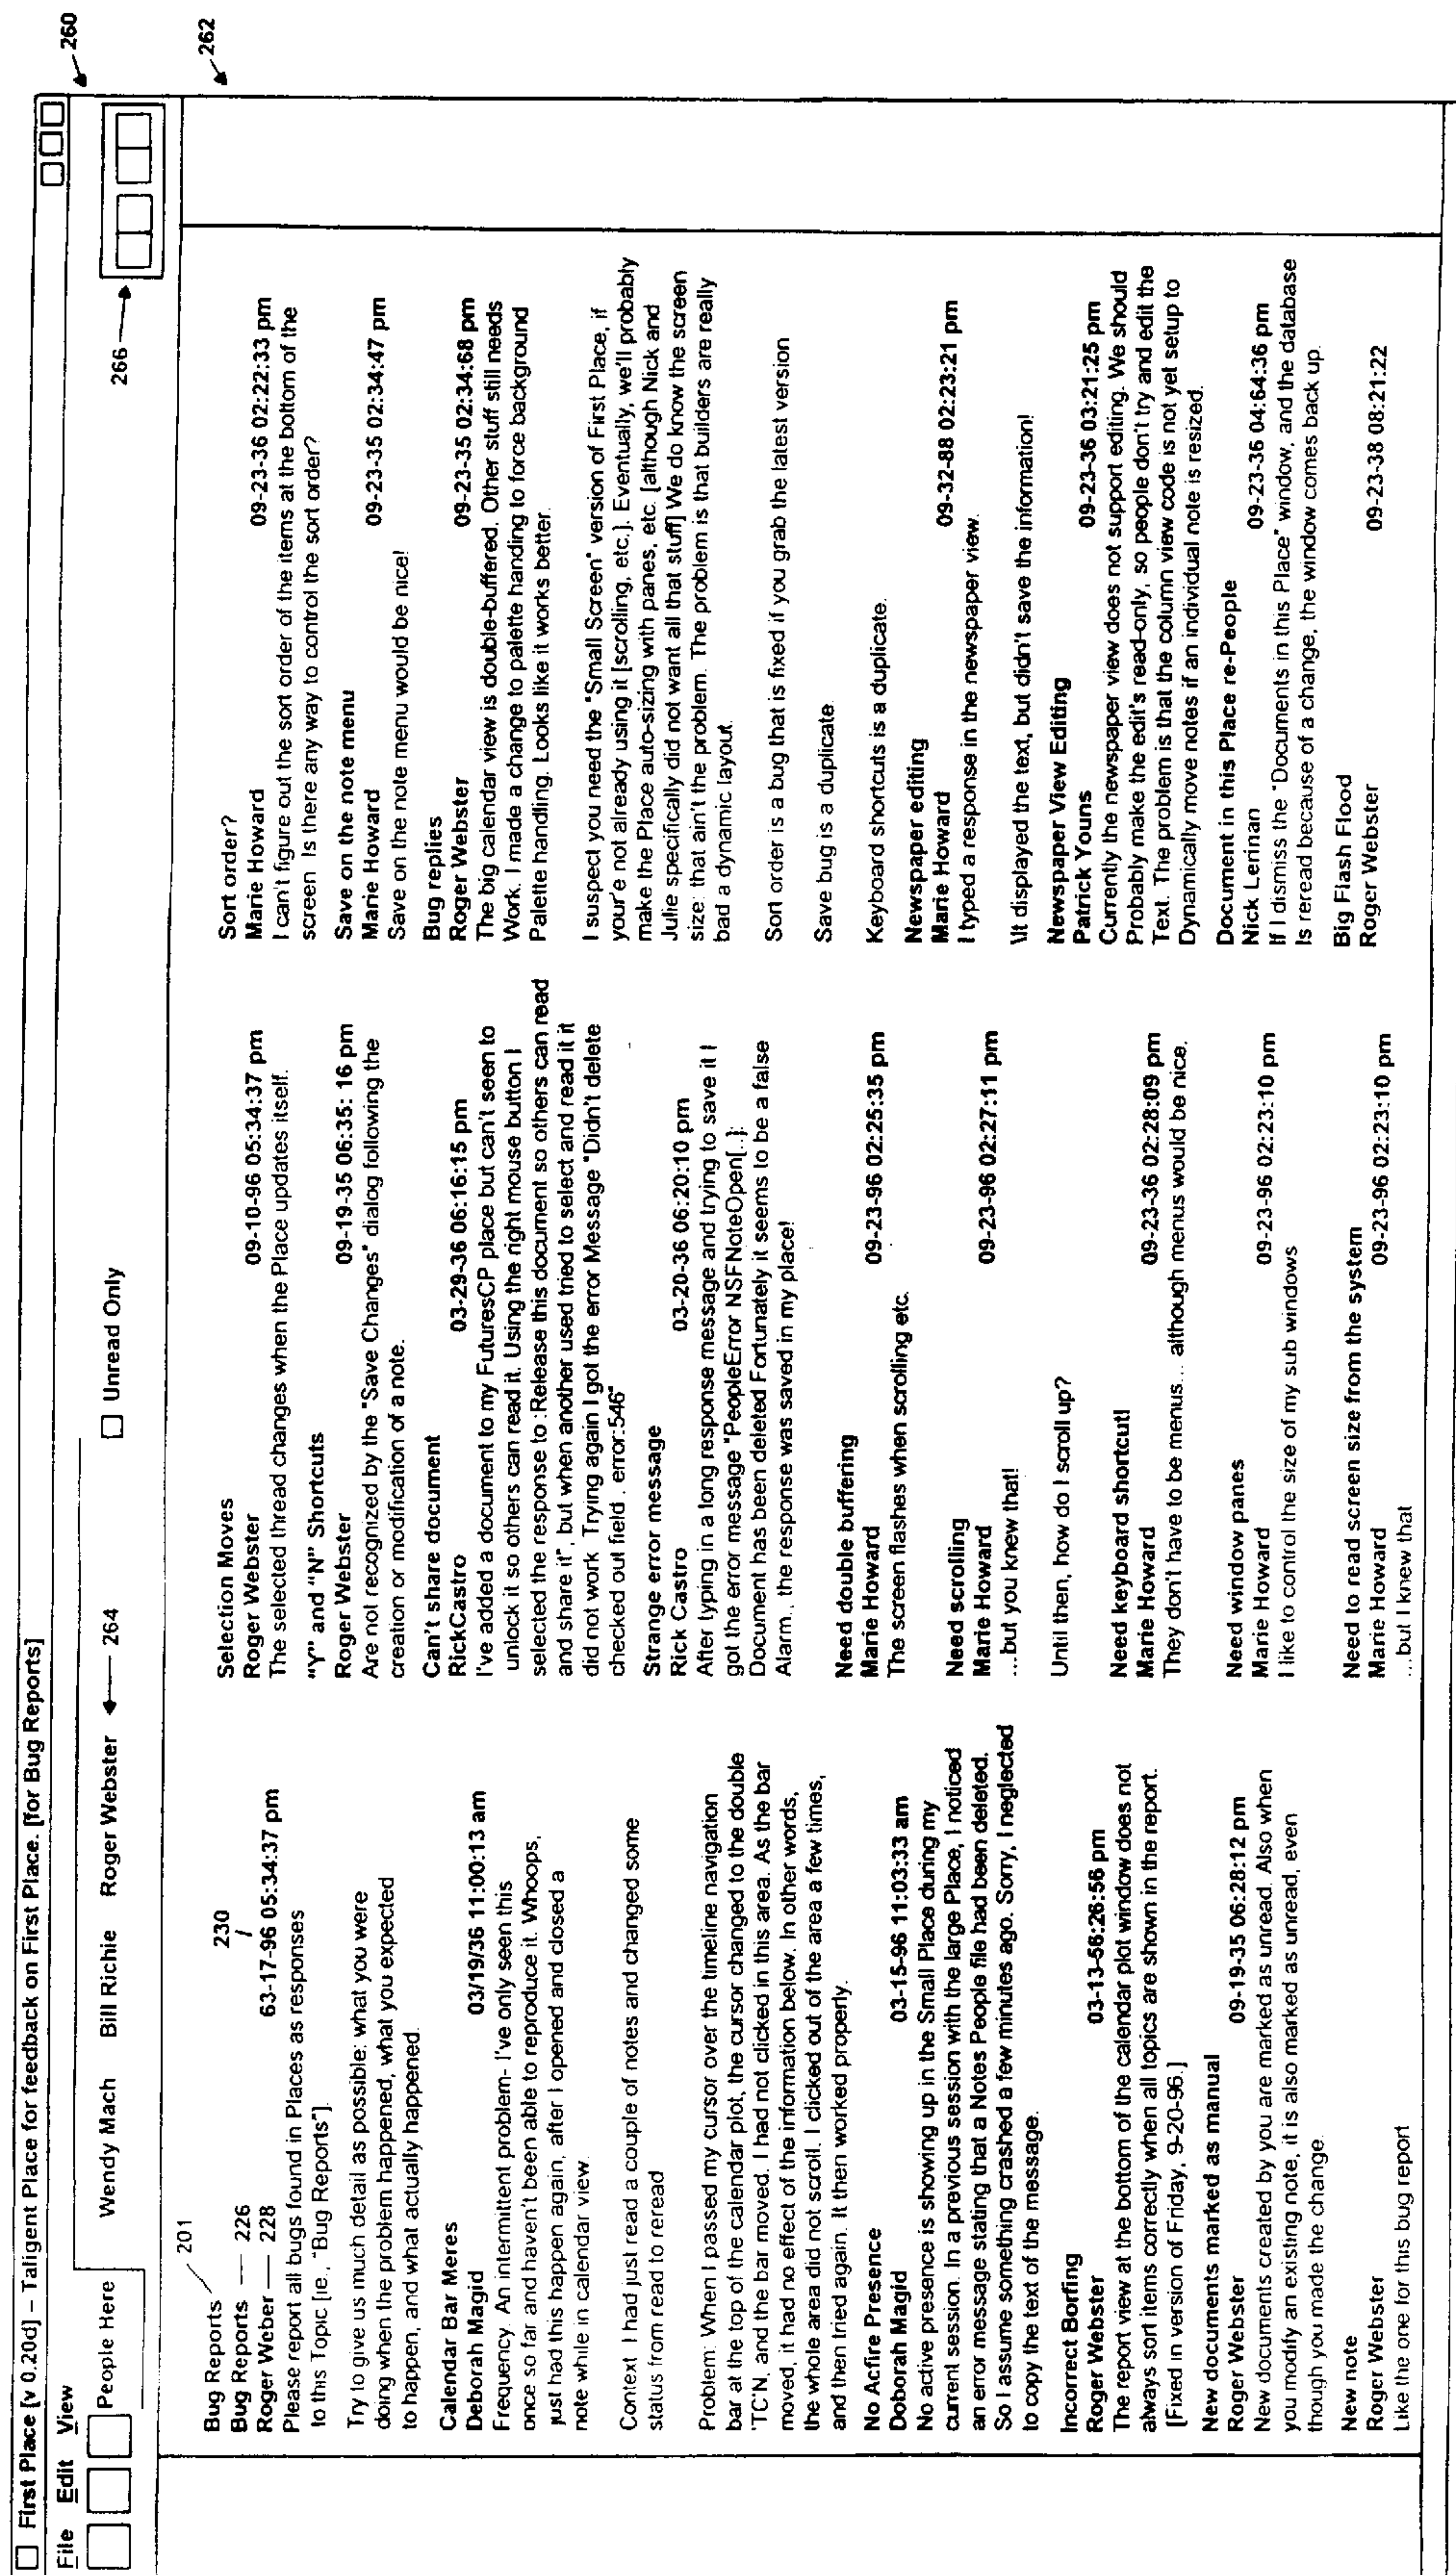 First Place [v 0.20d] – Taligent Place for feedback on First Place. [for Bug Reports]
260
File Edit View
People Here Wendy Mach Bill Richie Roger Webster 264 Unread Only 266
262
201
Bug Reports
230
Bug Reports 226
Roger Weber 228 63-17-96 05:34:37 pm
Please report all bugs found in Places as responses
to this Topic [ie., "Bug Reports"].
Try to give us much detail as possible: what you were
doing when the problem happened, what you expected
to happen, and what actually happened.
Calendar Bar Meres
Deborah Magid 03/19/36 11:00:13 am
Frequency. An intermittent problem- I've only seen this
once so far and haven't been able to reproduce it. Whoops,
just had this happen again, after I opened and closed a
note while in calendar view.
Context I had just read a couple of notes and changed some
status from read to reread
Problem: When I passed my cursor over the timeline navigation
bar at the top of the calendar plot, the cursor changed to the double
'TC'N, and the bar moved. I had not clicked in this area. As the bar
moved, it had no effect of the information below. In other words,
the whole area did not scroll. I clicked out of the area a few times,
and then tried again. It then worked properly.
No Acfire Presence
Doborah Magid 03-15-96 11:03:33 am
No active presence is showing up in the Small Place during my
current session. In a previous session with the large Place, I noticed
an error message stating that a Notes People file had been deleted.
So I assume something crashed a few minutes ago. Sorry, I neglected
to copy the text of the message.
Incorrect Borfing
Roger Webster 03-13-56:26:56 pm
The report view at the bottom of the calendar plot window does not
always sort items correctly when all topics are shown in the report.
[Fixed in version of Friday, 9-20-96.]
New documents marked as manual
Roger Webster 09-19-35 06:28:12 pm
New documents created by you are marked as unread. Also when
you modify an existing note, it is also marked as unread, even
though you made the change.
New note
Roger Webster
Like the one for this bug report
Selection Moves
Roger Webster 09-10-96 05:34:37 pm
The selected thread changes when the Place updates itself.
"Y" and "N" Shortcuts
Roger Webster 09-19-35 06:35: 16 pm
Are not recognized by the "Save Changes" dialog following the
creation or modification of a note.
Can't share document
RickCastro 03-29-36 06:16:15 pm
I've added a document to my FuturesCP place but can't seen to
unlock it so others can read it. Using the right mouse button I
selected the response to :Release this document so others can read
and share it", but when another used tried to select and read it it
did not work Trying again I got the error Message "Didn't delete
checked out field . error:546"
Strange error message
Rick Castro 03-20-36 06:20:10 pm
After typing in a long response message and trying to save it I
got the error message "PeopleError NSFNoteOpen[..}:
Document has been deleted Fortunately it seems to be a false
Alarm., the response was saved in my place!
Need double buffering
Marie Howard 09-23-96 02:25:35 pm
The screen flashes when scrolling etc.
Need scrolling
Marie Howard 09-23-96 02:27:11 pm
...but you knew that!
Until then, how do I scroll up?
Need keyboard shortcut!
Marie Howard 09-23-36 02:28:09 pm
They don't have to be menus... although menus would be nice.
Need window panes
Marie Howard 09-23-96 02:23:10 pm
I like to control the size of my sub windows
Need to read screen size from the system
Marie Howard 09-23-96 02:23:10 pm
...but I knew that
Sort order?
Marie Howard 09-23-36 02:22:33 pm
I can't figure out the sort order of the items at the bottom of the
screen Is there any way to control the sort order?
Save on the note menu
Marie Howard 09-23-35 02:34:47 pm
Save on the note menu would be nice!
Bug replies
Roger Webster 09-23-35 02:34:68 pm
The big calendar view is double-buffered. Other stuff still needs
Work. I made a change to palette handing to force background
Palette handling. Looks like it works better.
I suspect you need the "Small Screen" version of First Place, if
your'e not already using it [scrolling, etc.]. Eventually, we'll probably
make the Place auto-sizing with panes, etc. [although Nick and
Julie specifically did not want all that stuff] We do know the screen
size: that ain't the problem. The problem is that builders are really
bad a dynamic layout.
Sort order is a bug that is fixed if you grab the latest version
Save bug is a duplicate.
Keyboard shortcuts is a duplicate.
Newspaper editing
Marie Howard 09-32-88 02:23:21 pm
I typed a response in the newspaper view.
\It displayed the text, but didn't save the information!
Newspaper View Editing
Patrick Youns 09-23-36 03:21:25 pm
Currently the newspaper view does not support editing. We should
Probably make the edit's read-only, so people don't try and edit the
Text. The problem is that the column view code is not yet setup to
Dynamically move notes if an individual note is resized.
Document in this Place re-People
Nick Lerinan 09-23-36 04:64:36 pm
If I dismiss the "Documents in this Place" window, and the database
Is reread because of a change, the window comes back up.
Big Flash Flood
Roger Webster 09-23-38 08:21:22